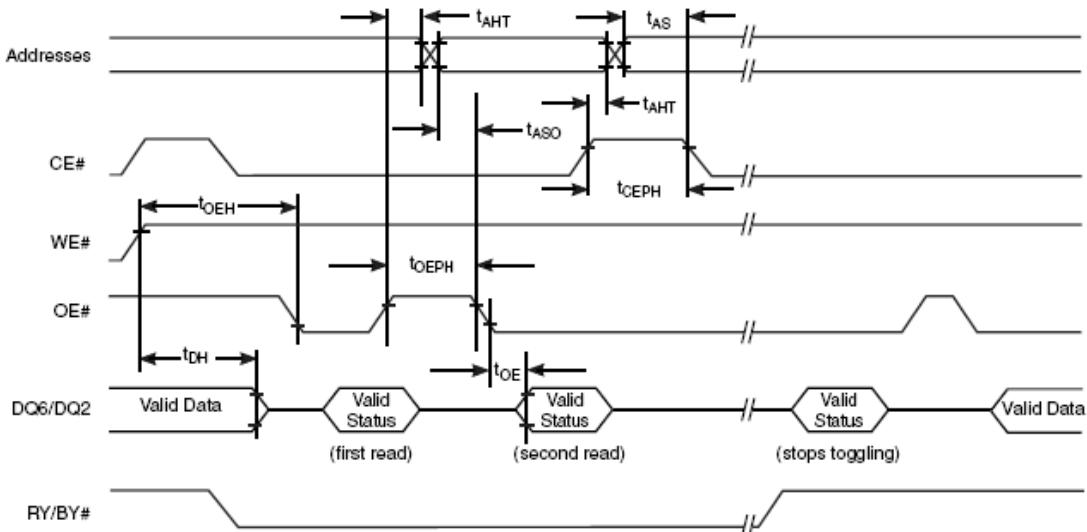 tAHT
tAS
Addresses
tAHT
tASO
CE#
tCEPH
tOEH
WE#
tOEPH
OE#
tDH
tOE
DQ6/DQ2
Valid Data
Valid
Status
Valid
Status
Valid
Status
Valid Data
(first read)
(second read)
(stops toggling)
RY/BY#